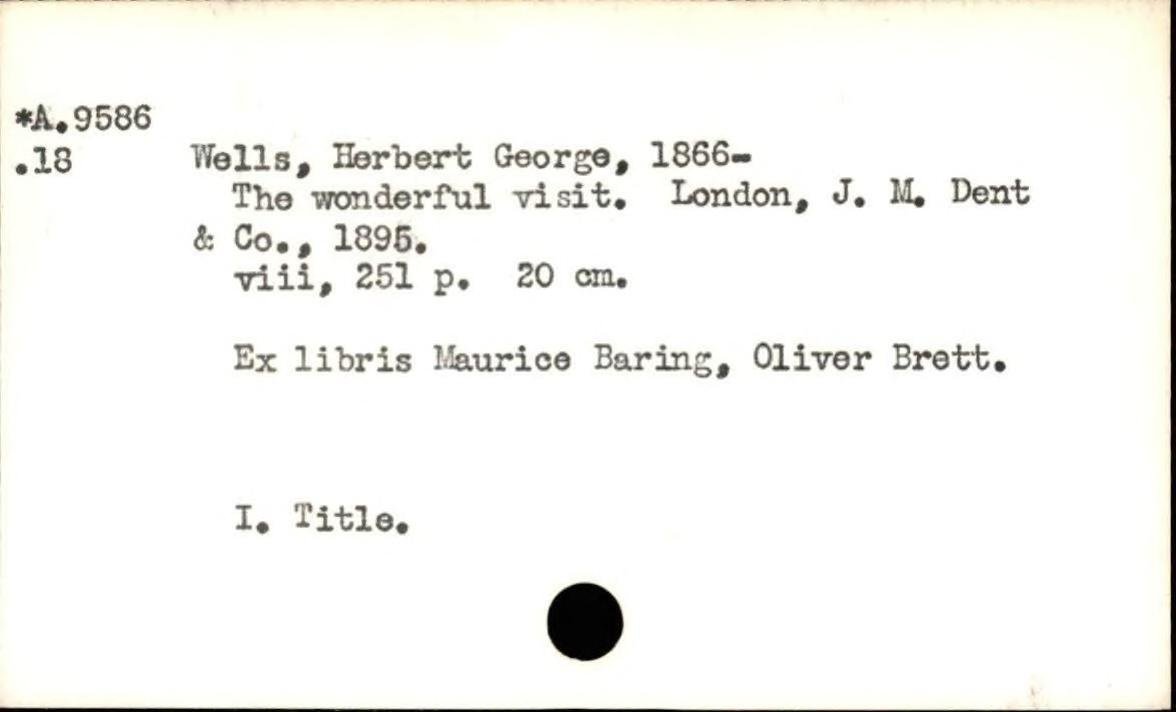 *A.9586
.18 Wells, Herbert George, 1866-
The wonderful visit. London, J. M. Dent
& Co., 1895.
viii, 251 p. 20 cm.
Ex libris Maurice Baring, Oliver Brett.
I. Title.